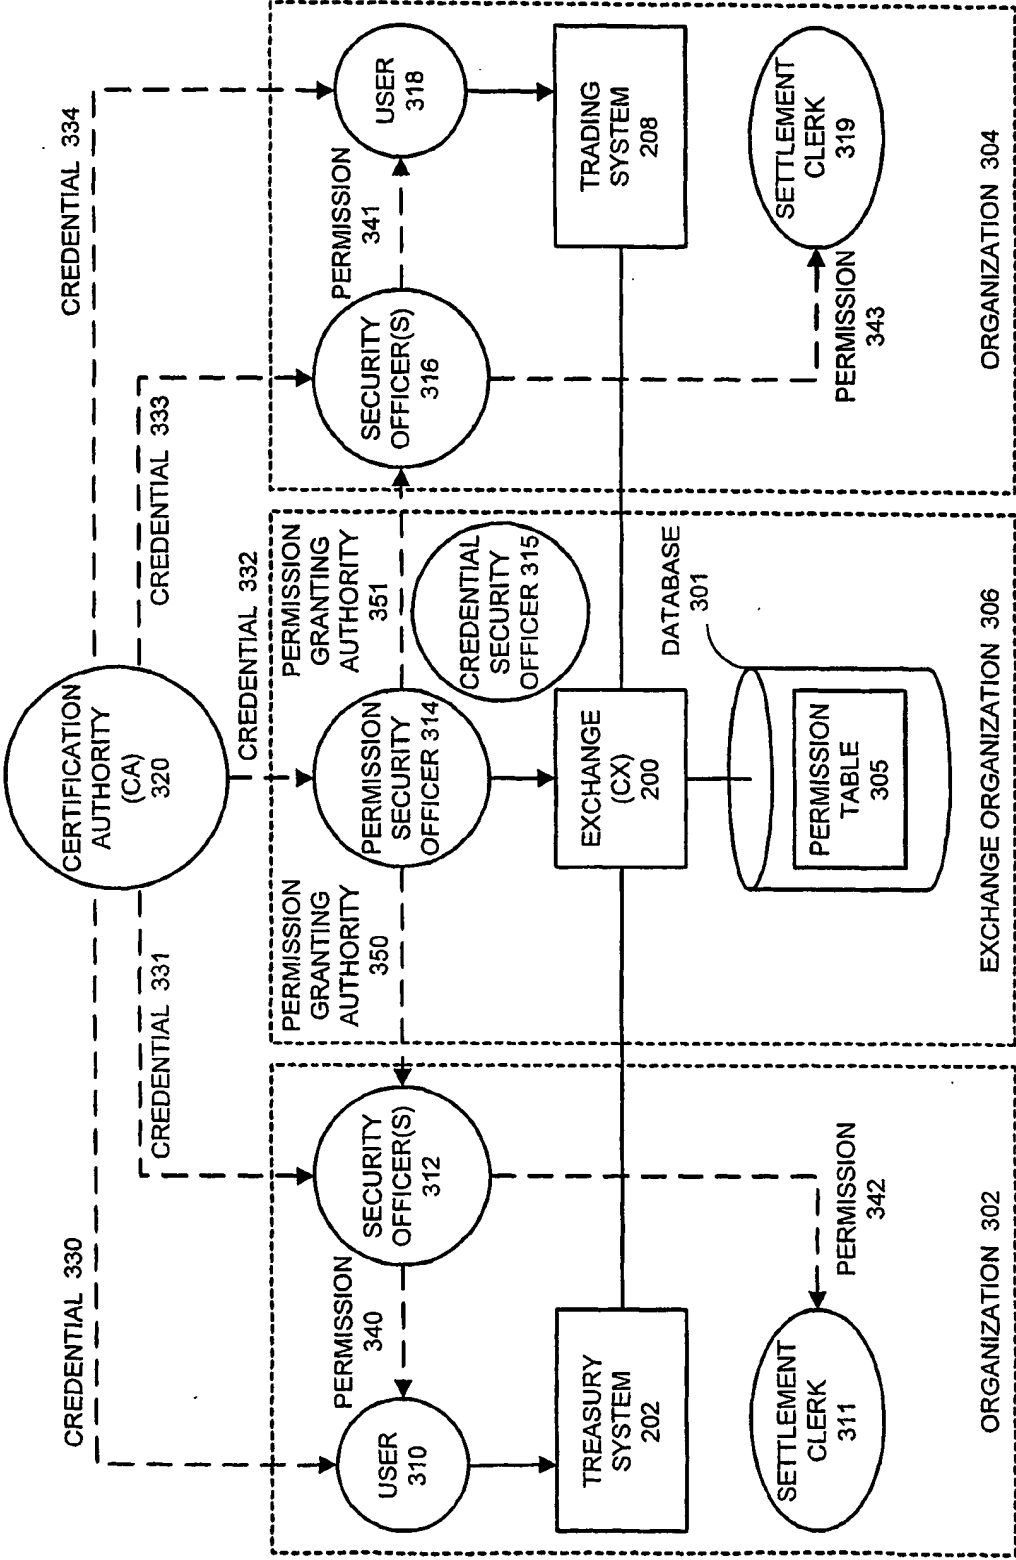 CERTIFICATION
AUTHORITY
(CA)
320
CREDENTIAL 330
CREDENTIAL 331
CREDENTIAL 332
CREDENTIAL 333
CREDENTIAL 334
USER
310
PERMISSION
340
SECURITY
OFFICER(S)
312
TREASURY
SYSTEM
202
SETTLEMENT
CLERK
311
PERMISSION
342
ORGANIZATION 302
PERMISSION
GRANTING
AUTHORITY
350
PERMISSION
SECURITY
OFFICER 314
PERMISSION
GRANTING
AUTHORITY
351
CREDENTIAL
SECURITY
OFFICER 315
EXCHANGE
(CX)
200
DATABASE
301
PERMISSION
TABLE
305
EXCHANGE ORGANIZATION 306
SECURITY
OFFICER(S)
316
PERMISSION
341
USER
318
TRADING
SYSTEM
208
PERMISSION
343
SETTLEMENT
CLERK
319
ORGANIZATION 304